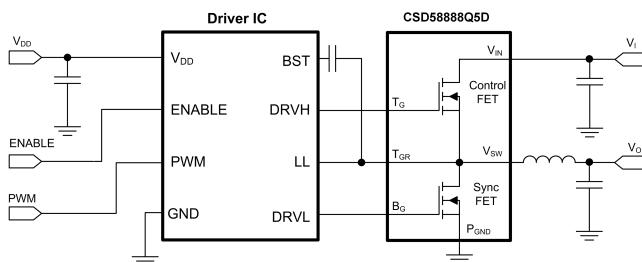 Driver IC
CSD58888Q5D
VDD
VDD
BST
VIN
VI
Control
FET
ENABLE
DRVH
TG
ENABLE
PWM
LL
TGR
VSW
VO
PWM
Sync
FET
GND
DRVL
BG
PGND